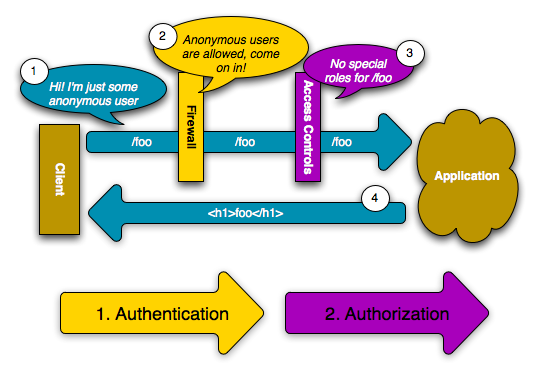 1
Hi! I'm just some
anonymous user
2
Anonymous users
are allowed, come
on in!
3
No special
roles for /foo
Client
/foo
Firewall
/foo
Access Controls
/foo
Application
4
<h1>foo</h1>
1. Authentication
2. Authorization